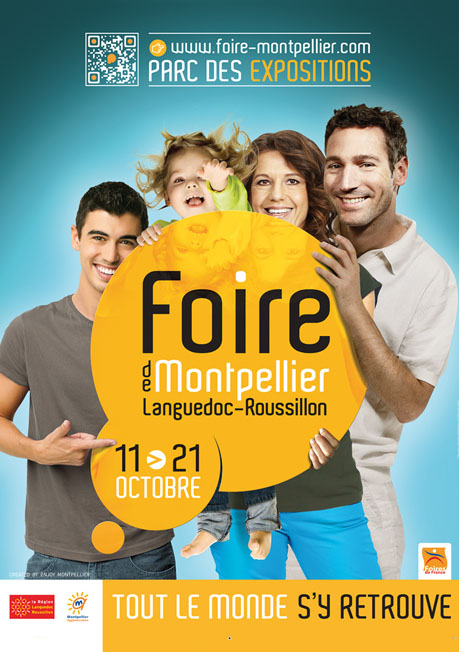 www.foire-montpellier.com
PARC DES EXPOSITIONS
Foire
de Montpellier
Languedoc-Roussillon
11 > 21
OCTOBRE
CREATED BY ENJOY MONTPELLIER
Foires
de France
la Région
Languedoc
Roussillon
Montpellier
Agglomération
TOUT LE MONDE S'Y RETROUVE